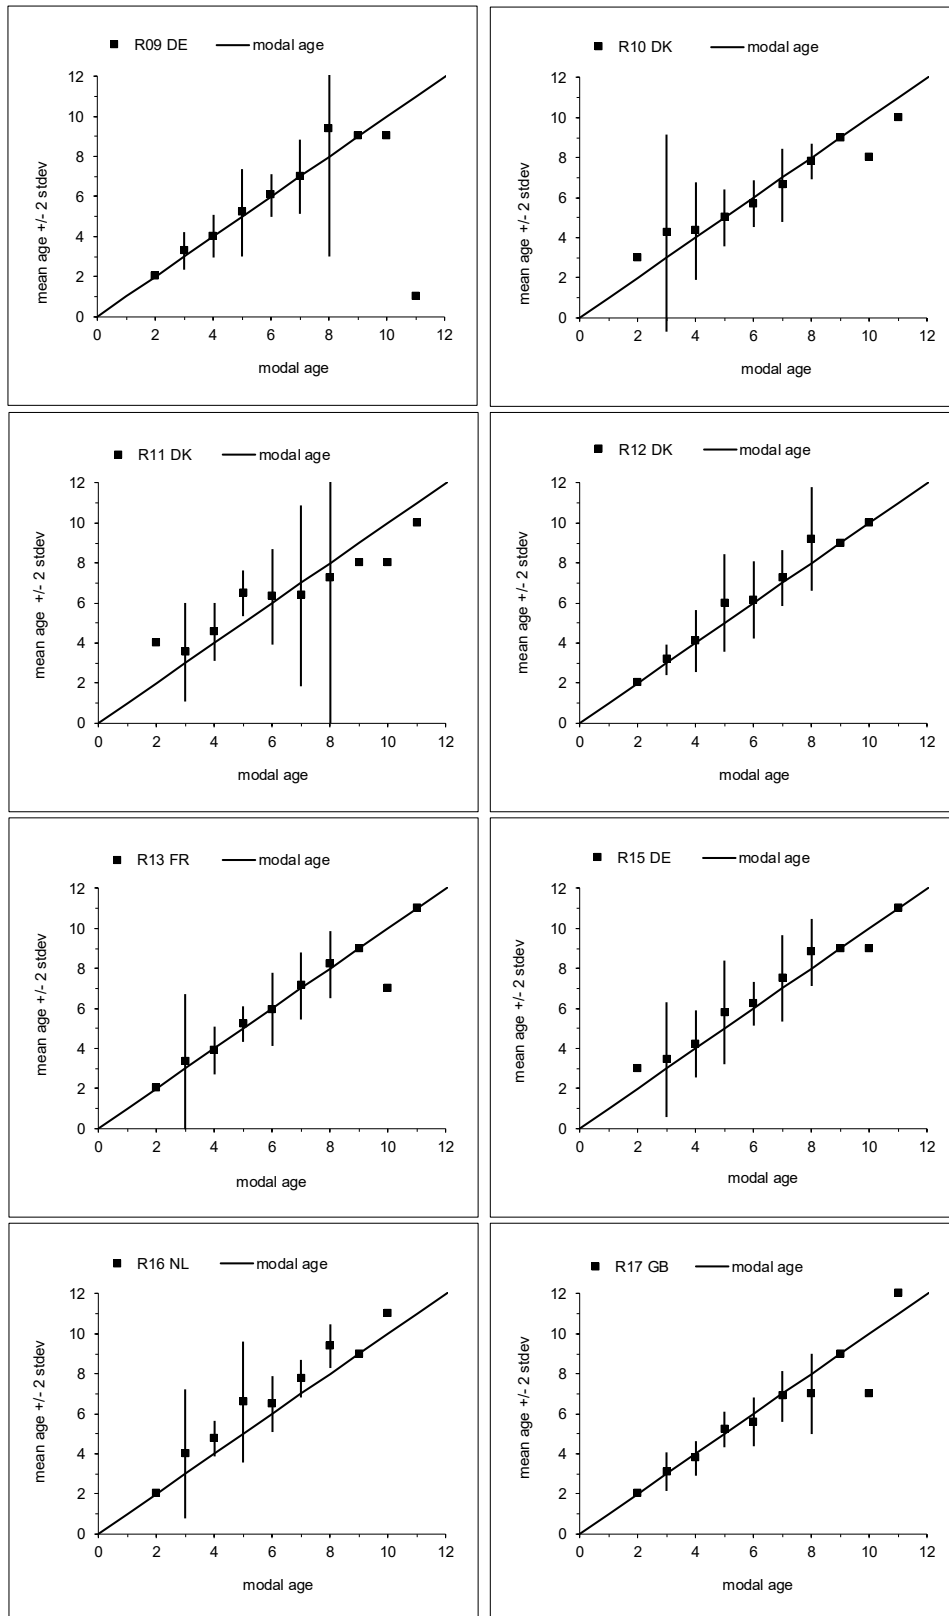 R09 DE modal age
12
10
8
6
4
2
0
0 2 4 6 8 10 12
mean age +/- 2 stdev
modal age
R10 DK modal age
12
10
8
6
4
2
0
0 2 4 6 8 10 12
mean age +/- 2 stdev
modal age
R11 DK modal age
12
10
8
6
4
2
0
0 2 4 6 8 10 12
mean age +/- 2 stdev
modal age
R12 DK modal age
12
10
8
6
4
2
0
0 2 4 6 8 10 12
mean age +/- 2 stdev
modal age
R13 FR modal age
12
10
8
6
4
2
0
0 2 4 6 8 10 12
mean age +/- 2 stdev
modal age
R15 DE modal age
12
10
8
6
4
2
0
0 2 4 6 8 10 12
mean age +/- 2 stdev
modal age
R16 NL modal age
12
10
8
6
4
2
0
0 2 4 6 8 10 12
mean age +/- 2 stdev
modal age
R17 GB modal age
12
10
8
6
4
2
0
0 2 4 6 8 10 12
mean age +/- 2 stdev
modal age